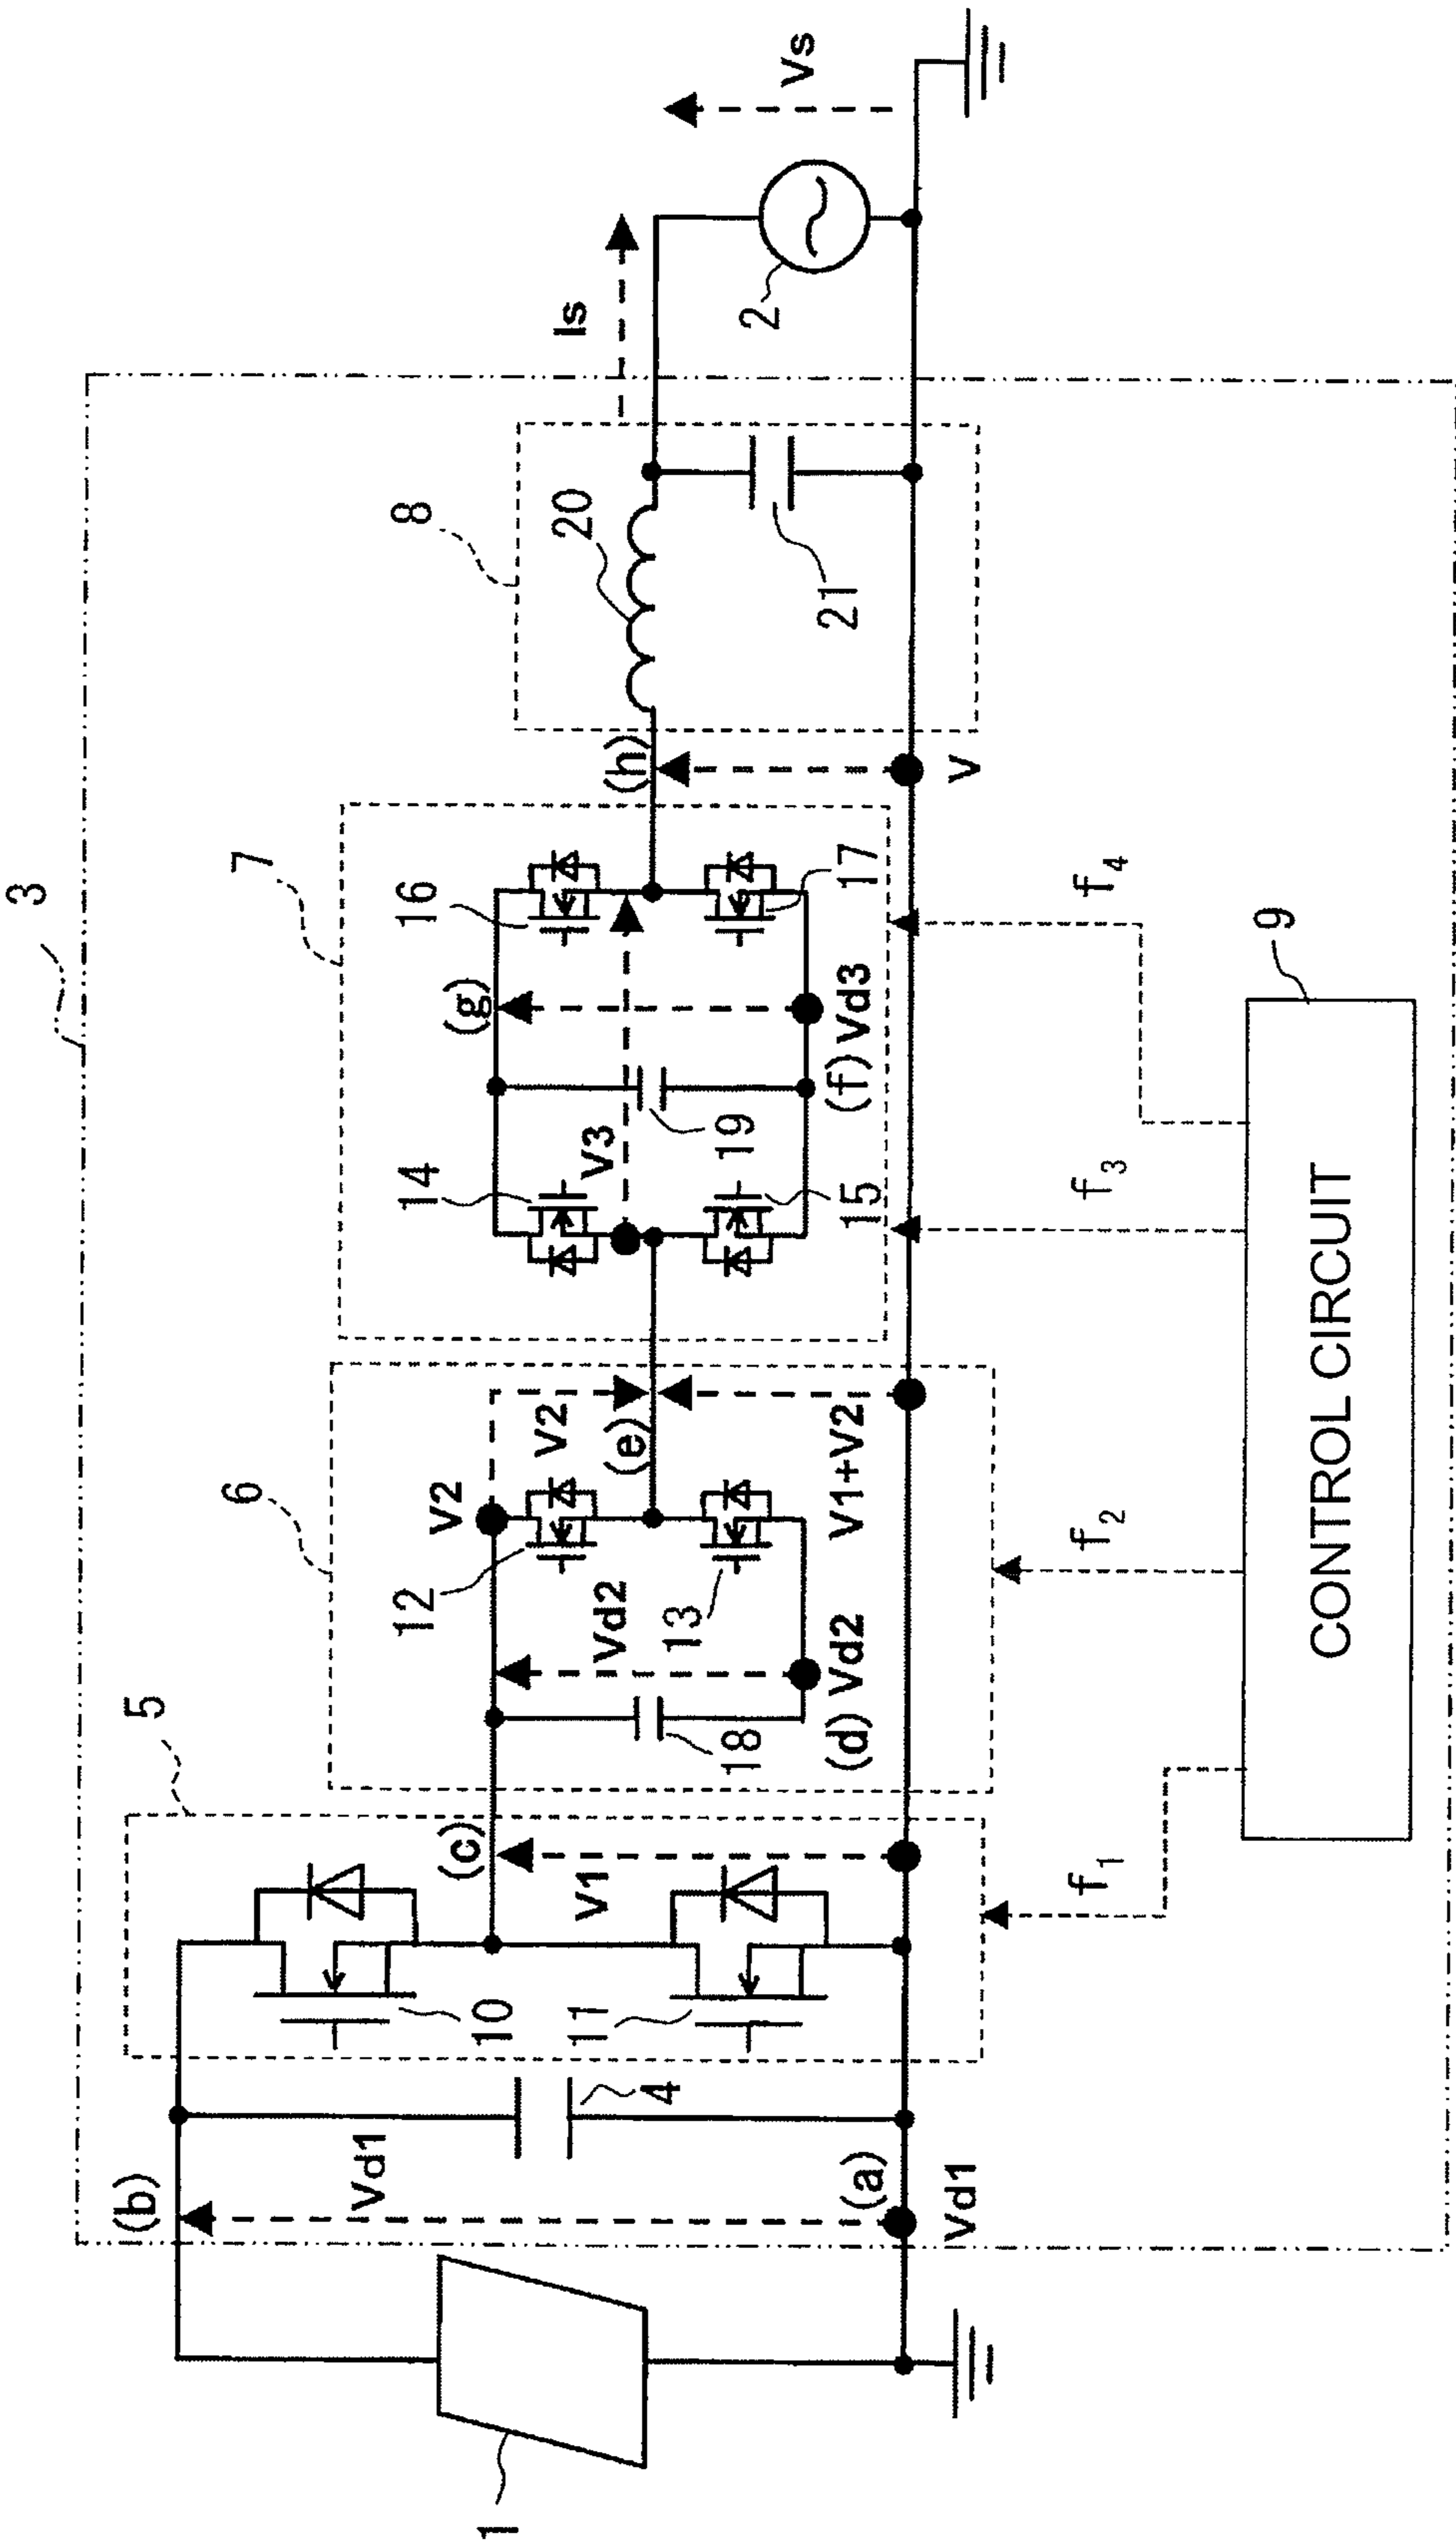 3
5
6
7
8
(b)
Vd1
4
10
11
(a)
Vd1
1
(c)
V1
V2
12
Vd2
18
13
(d) Vd2
V2
(e)
V1+V2
14
V3
19
15
16
(g)
(f) Vd3
17
(h)
V
20
21
Is
2
Vs
f1
f2
f3
f4
9
CONTROL CIRCUIT